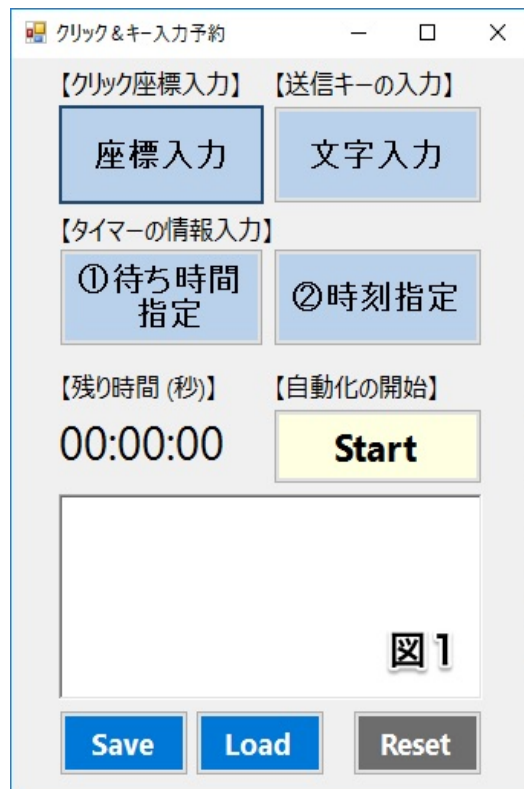 クリック＆キー入力予約
【クリック座標入力】 【送信キーの入力】
座標入力 文字入力
【タイマーの情報入力】
①待ち時間
指定
②時刻指定
【残り時間 (秒)】 【自動化の開始】
00:00:00 Start
図1
Save Load Reset